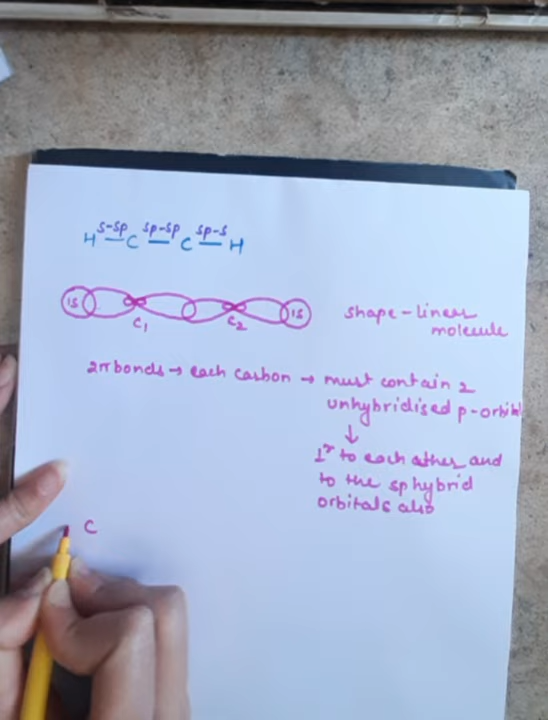 s-sp sp-sp sp-s
H — C — C — H
1S 1S
C₁ C₂
shape - linear
molecule
2π bonds → each carbon → must contain 2
unhybridised p-orbital
↓
⊥r to each other and
to the sp hybrid
orbitals also
C